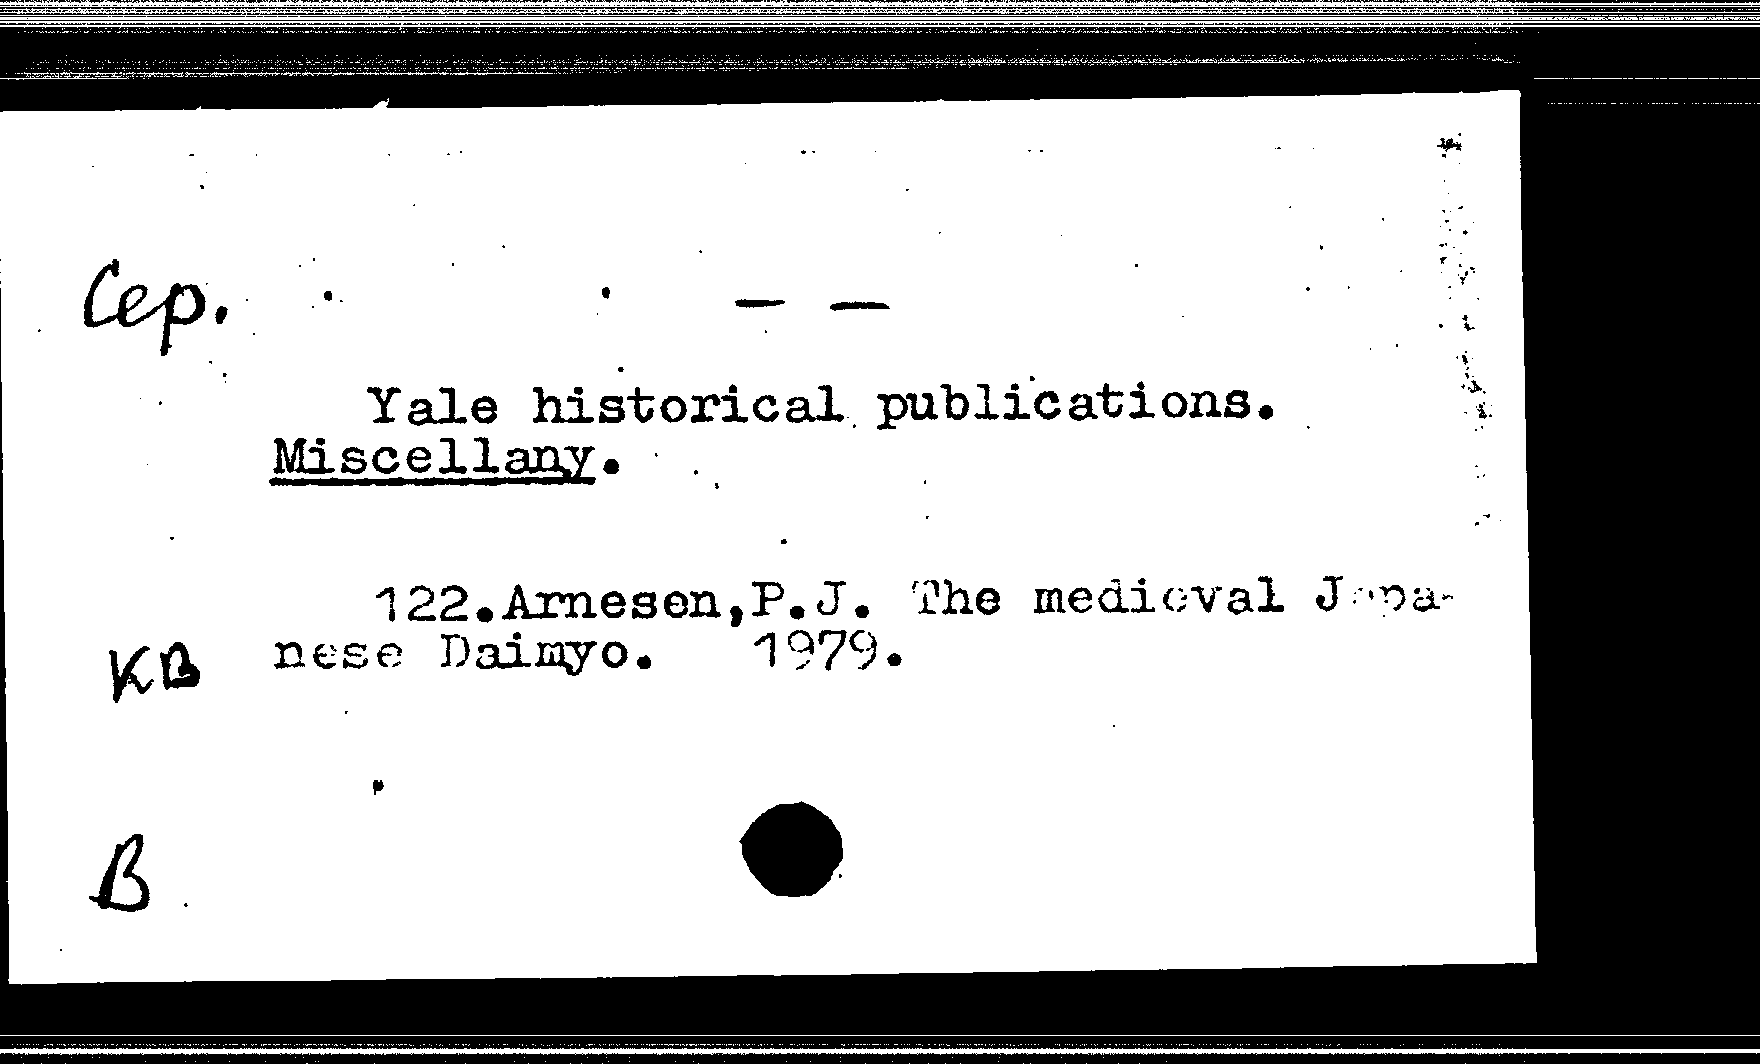 Сер. — —
Yale historical publications.
Miscellany.
122.Arnesen,P.J. The medieval Japa-
KB nese Daimyo. 1979.
B